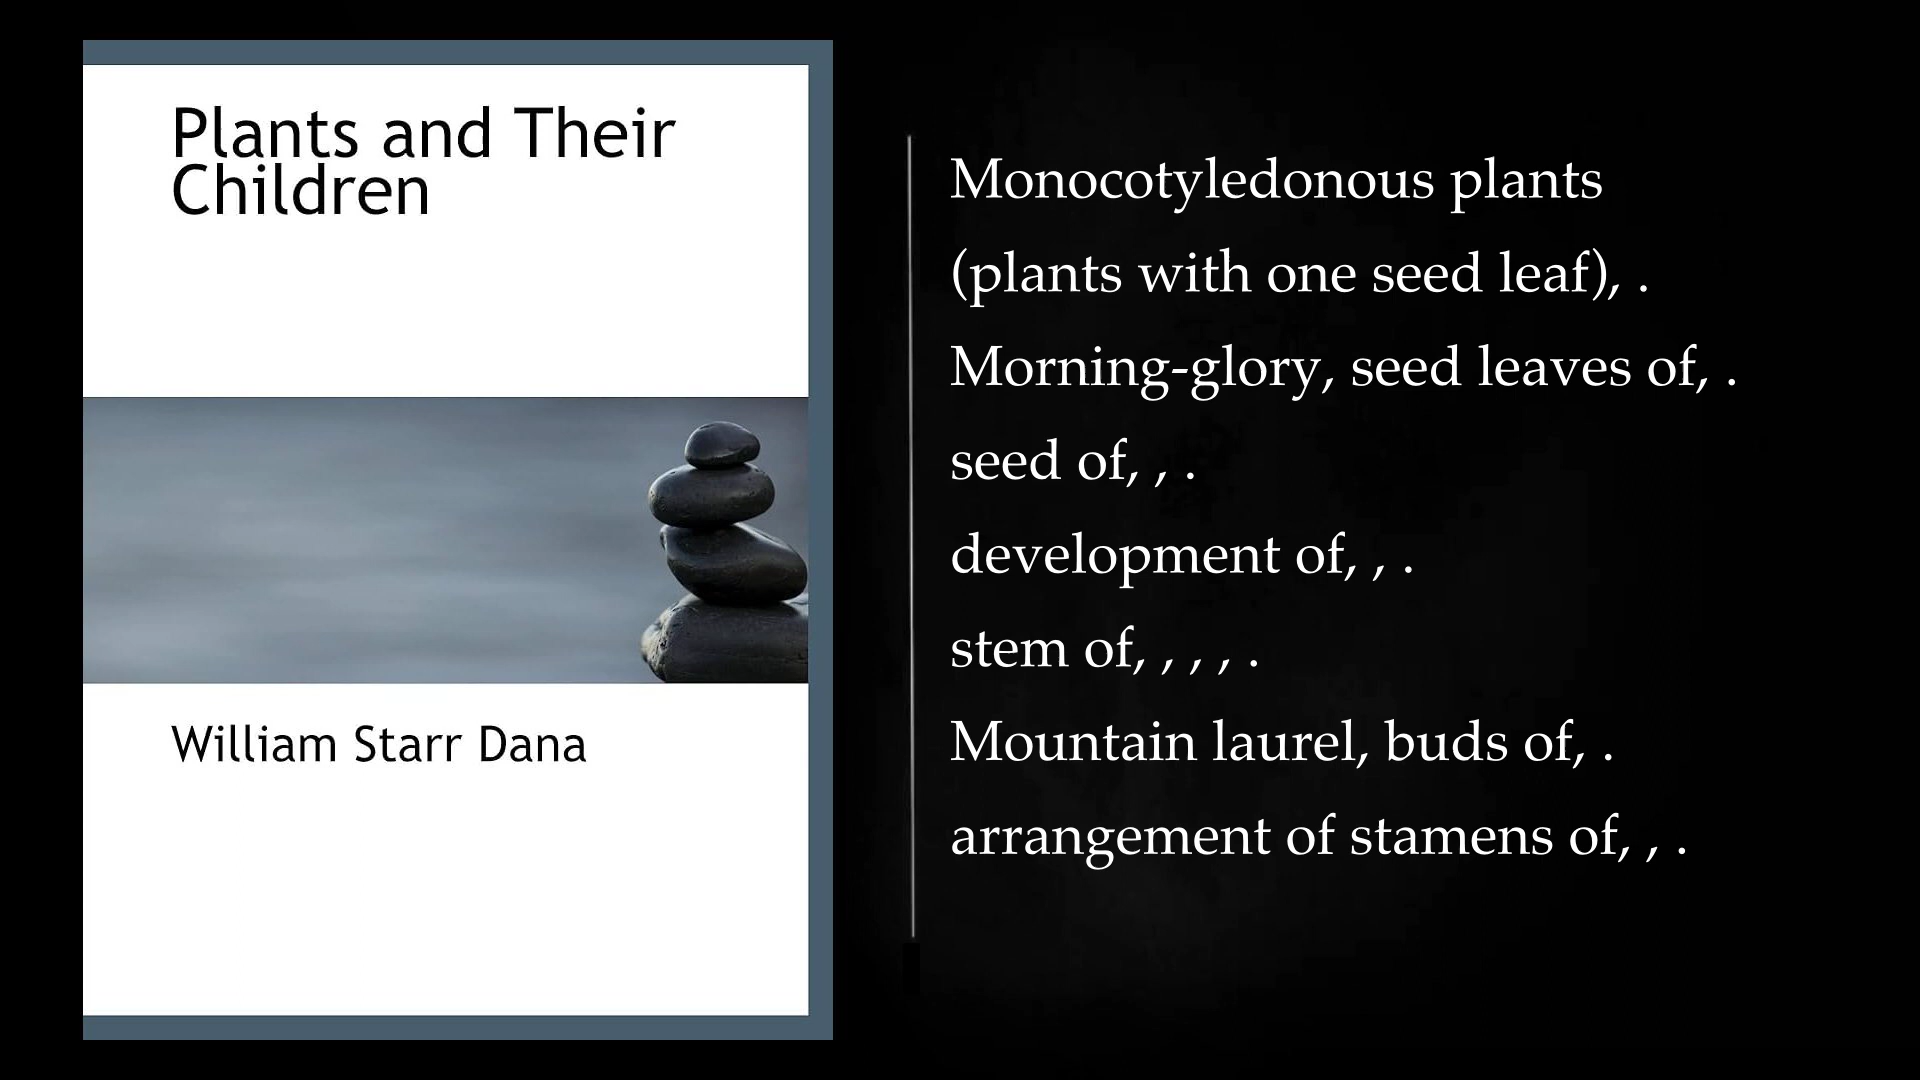 Plants and Their
Children
William Starr Dana
Monocotyledonous plants
(plants with one seed leaf), .
Morning-glory, seed leaves of, .
seed of, , .
development of, , .
stem of, , , , .
Mountain laurel, buds of, .
arrangement of stamens of, , .